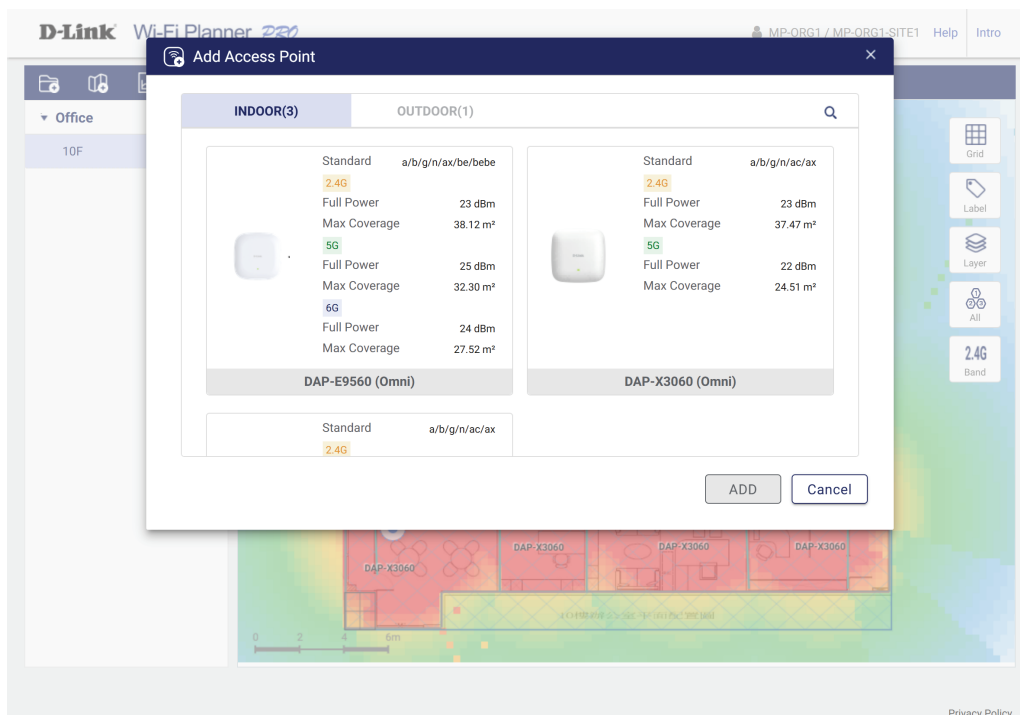 D-Link Wi-Fi Planner PRO
MP-ORG1 / MP-ORG1-SITE1 Help Intro
Add Access Point
Office
10F
INDOOR(3) OUTDOOR(1)
Standard a/b/g/n/ax/be/bebe
2.4G
Full Power 23 dBm
Max Coverage 38.12 m²
5G
Full Power 25 dBm
Max Coverage 32.30 m²
6G
Full Power 24 dBm
Max Coverage 27.52 m²
DAP-E9560 (Omni)
Standard a/b/g/n/ac/ax
2.4G
Full Power 23 dBm
Max Coverage 37.47 m²
5G
Full Power 22 dBm
Max Coverage 24.51 m²
DAP-X3060 (Omni)
Standard a/b/g/n/ac/ax
2.4G
ADD Cancel
Grid
Label
Layer
All
2.4G
Band
DAP-X3060
DAP-X3060
DAP-X3060
DAP-X3060
0 2 4 6m
Privacy Policy